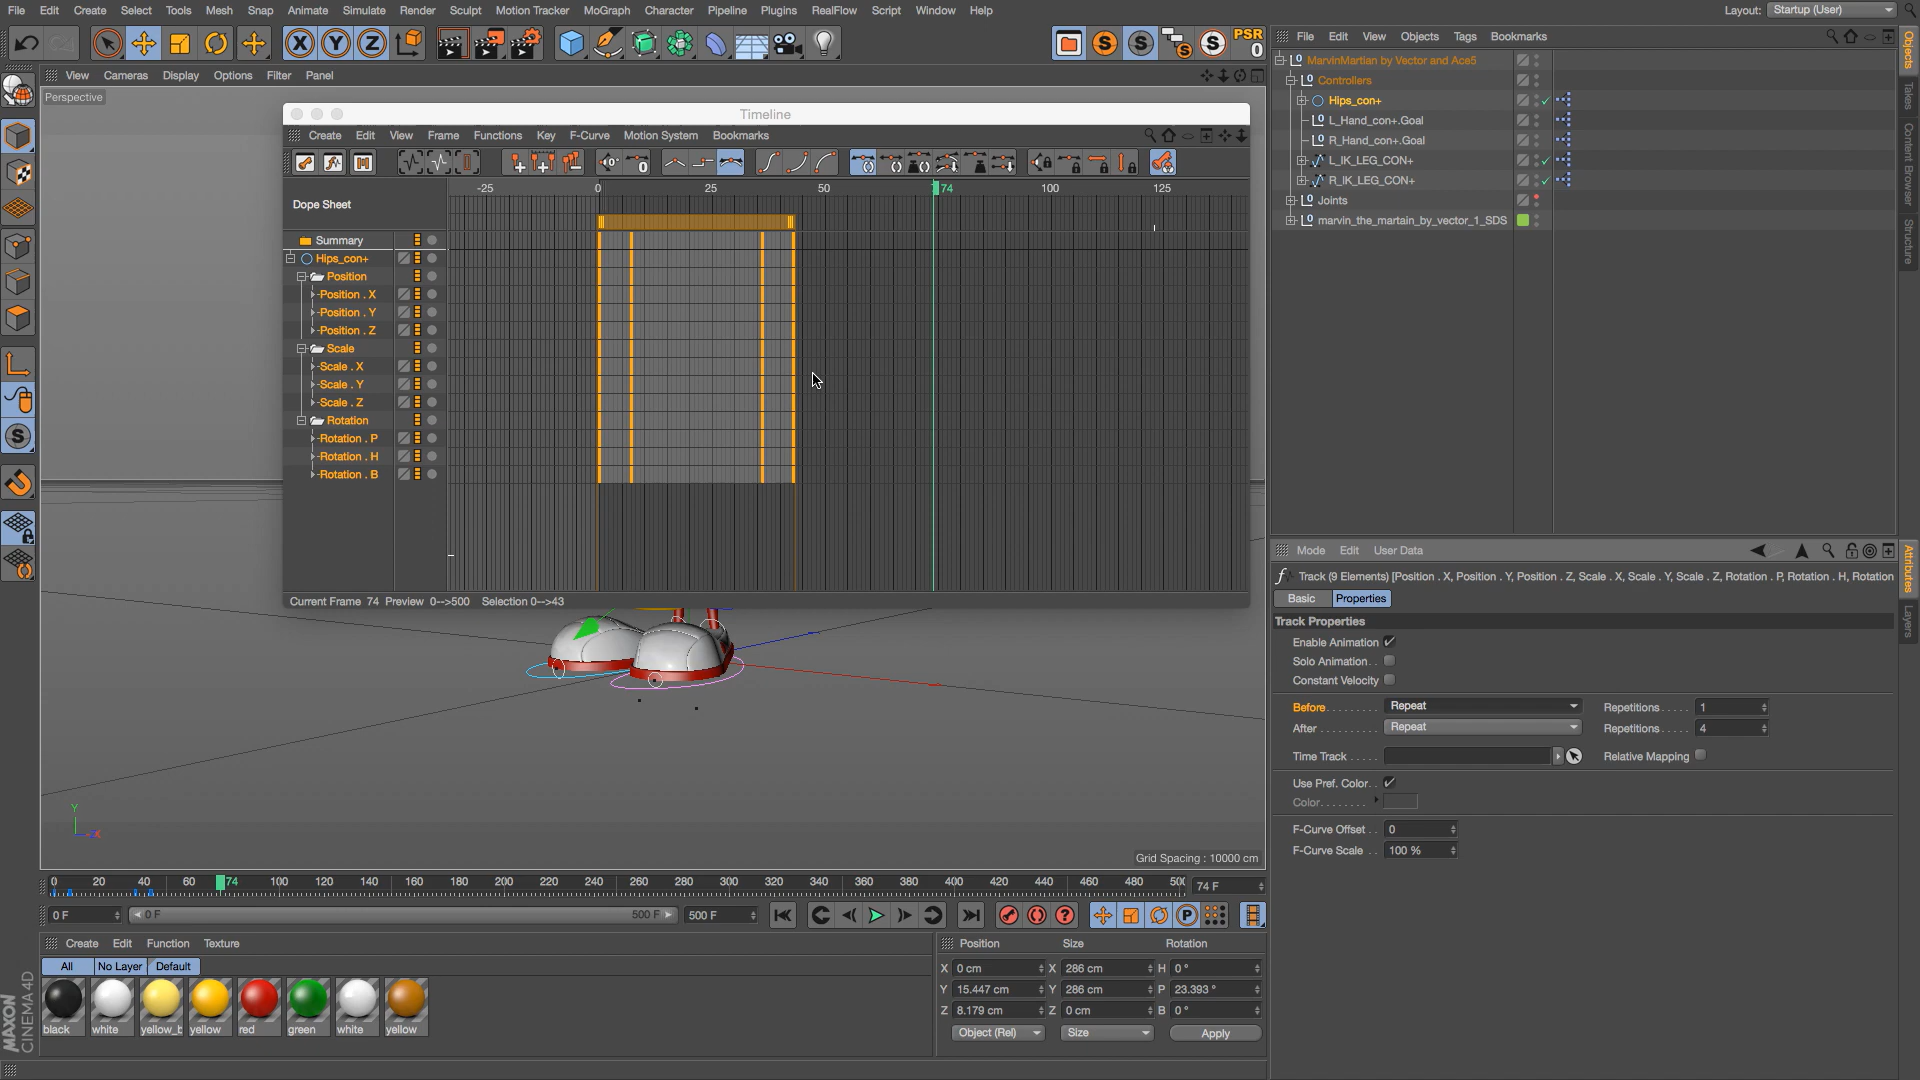 File Edit Create Select Tools Mesh Snap Animate Simulate Render Sculpt Motion Tracker MoGraph Character Pipeline Plugins RealFlow Script Window Help
Layout: Startup (User)
PSR
0
File Edit View Objects Tags Bookmarks
View Cameras Display Options Filter Panel
Perspective
MarvinMartian by Vector and Ace5
Controllers
Hips_con+
L_Hand_con+.Goal
R_Hand_con+.Goal
L_IK_LEG_CON+
R_IK_LEG_CON+
Joints
marvin_the_martain_by_vector_1_SDS
Objects
Takes
Content Browser
Structure
Timeline
Create Edit View Frame Functions Key F-Curve Motion System Bookmarks
-25 0 25 50 74 100 125
Dope Sheet
Summary
Hips_con+
Position
Position . X
Position . Y
Position . Z
Scale
Scale . X
Scale . Y
Scale . Z
Rotation
Rotation . P
Rotation . H
Rotation . B
Current Frame 74 Preview 0-->500 Selection 0-->43
Mode Edit User Data
Track (9 Elements) [Position . X, Position . Y, Position . Z, Scale . X, Scale . Y, Scale . Z, Rotation . P, Rotation . H, Rotation
Basic Properties
Track Properties
Enable Animation
Solo Animation. .
Constant Velocity
Before. . . . . . . . . Repeat Repetitions. . . . . 1
After . . . . . . . . . Repeat Repetitions. . . . . 4
Time Track . . . . . Relative Mapping
Use Pref. Color. .
Color. . . . . . . .
F-Curve Offset . . 0
F-Curve Scale . . 100 %
Attributes
Layers
Y
Z X
Grid Spacing : 10000 cm
0 20 40 60 74 100 120 140 160 180 200 220 240 260 280 300 320 340 360 380 400 420 440 460 480 500 74 F
0 F 0 F 500 F 500 F
Create Edit Function Texture
All No Layer Default
black white yellow_b yellow red green white yellow
Position Size Rotation
X 0 cm X 286 cm H 0 °
Y 15.447 cm Y 286 cm P 23.393 °
Z 8.179 cm Z 0 cm B 0 °
Object (Rel) Size Apply
MAXON
CINEMA 4D